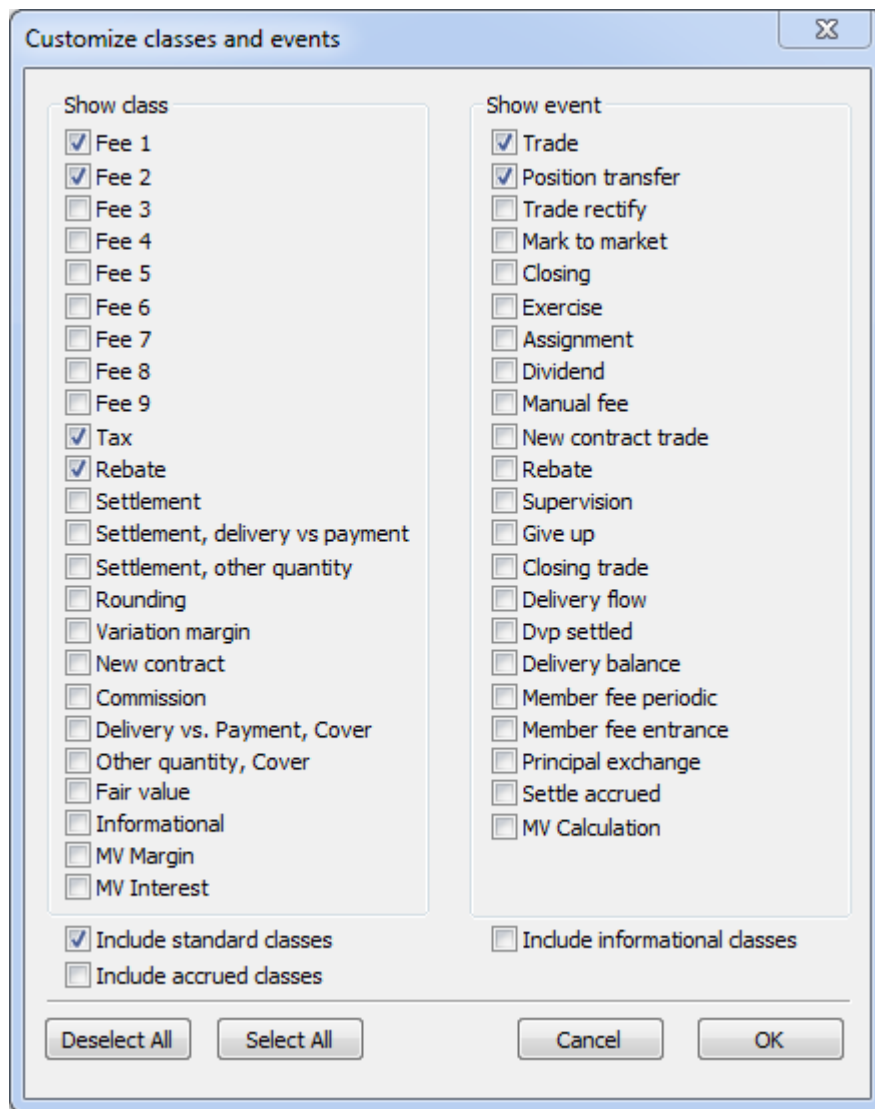 Customize classes and events
Show class
Fee 1
Fee 2
Fee 3
Fee 4
Fee 5
Fee 6
Fee 7
Fee 8
Fee 9
Tax
Rebate
Settlement
Settlement, delivery vs payment
Settlement, other quantity
Rounding
Variation margin
New contract
Commission
Delivery vs. Payment, Cover
Other quantity, Cover
Fair value
Informational
MV Margin
MV Interest
Show event
Trade
Position transfer
Trade rectify
Mark to market
Closing
Exercise
Assignment
Dividend
Manual fee
New contract trade
Rebate
Supervision
Give up
Closing trade
Delivery flow
Dvp settled
Delivery balance
Member fee periodic
Member fee entrance
Principal exchange
Settle accrued
MV Calculation
Include standard classes
Include accrued classes
Include informational classes
Deselect All
Select All
Cancel
OK